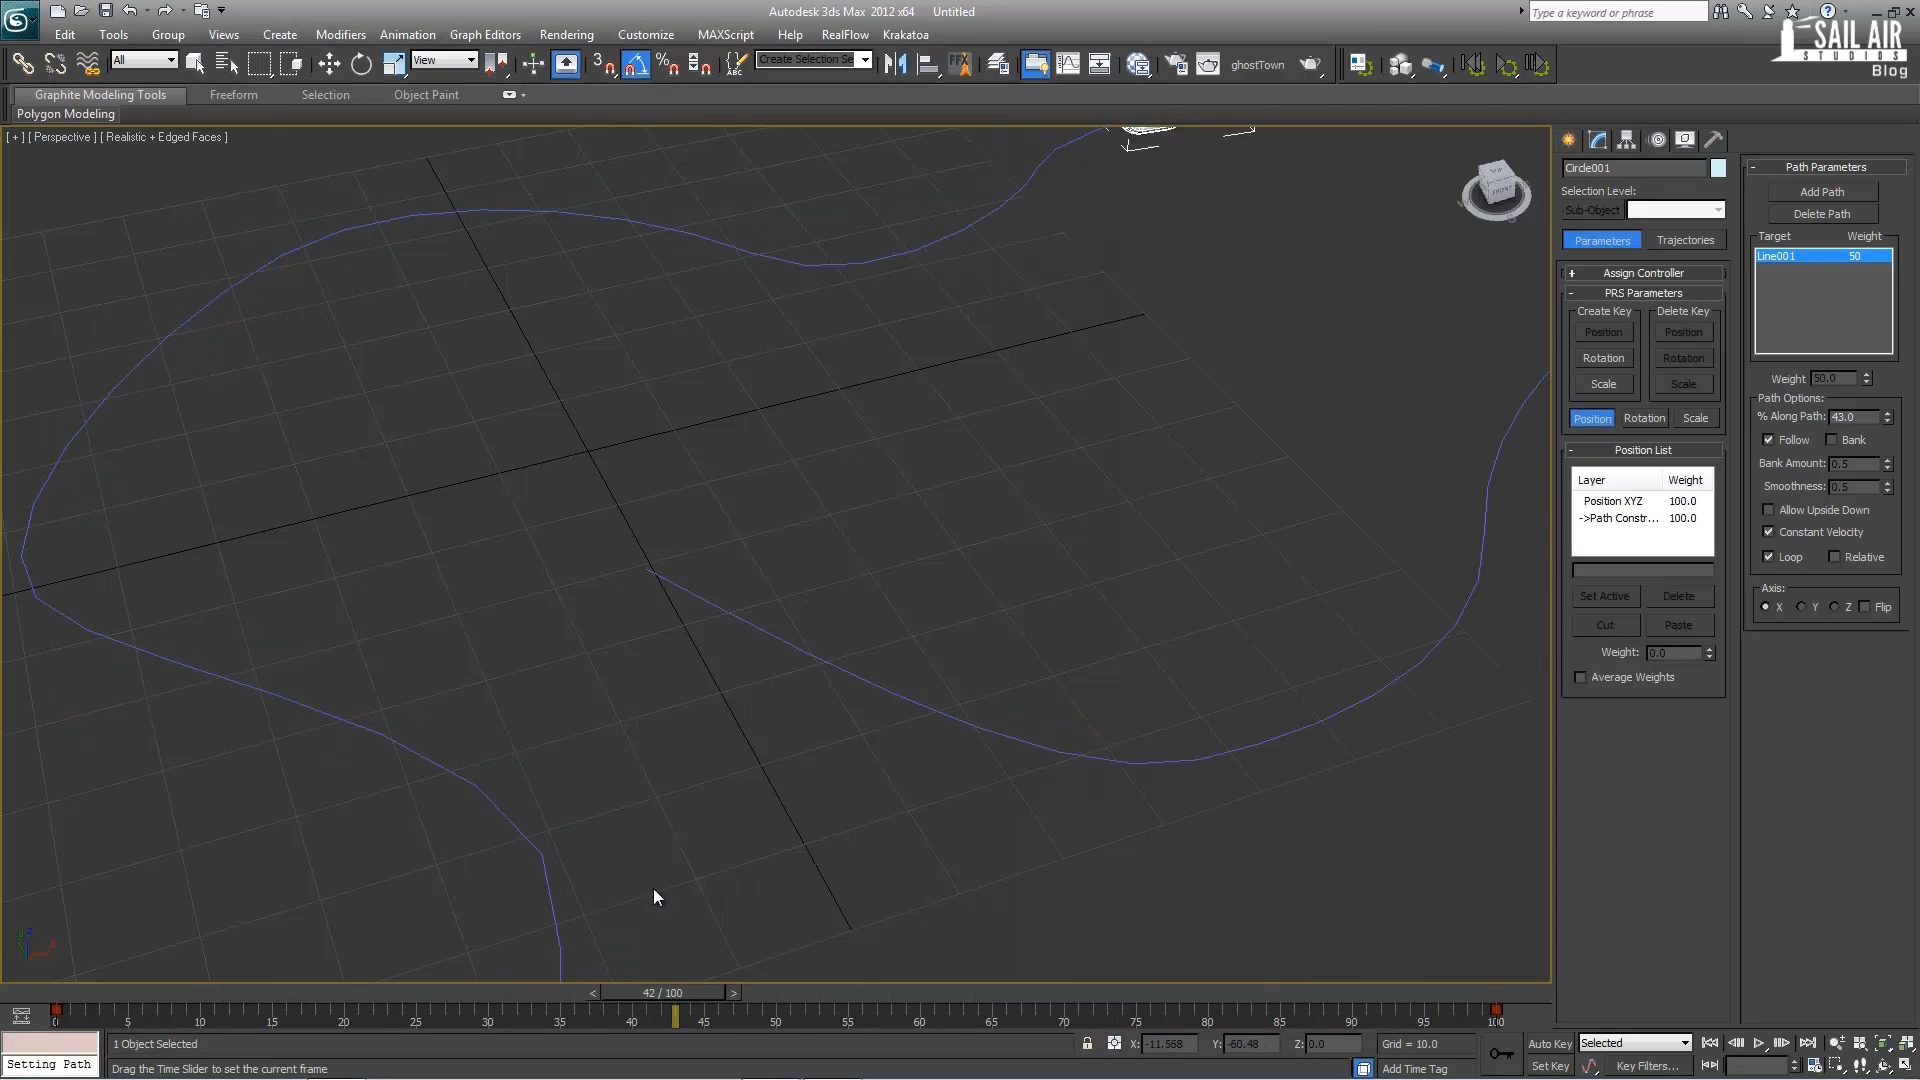 Autodesk 3ds Max 2012 x64 Untitled
Type a keyword or phrase
Edit Tools Group Views Create Modifiers Animation Graph Editors Rendering Customize MAXScript Help RealFlow Krakatoa
SAIL AIR
STUDIOS
Blog
All View 3 Create Selection Se FFX ghostTown
Graphite Modeling Tools Freeform Selection Object Paint
Polygon Modeling
[ + ] [ Perspective ] [ Realistic + Edged Faces ]
FRONT
Circle001
Selection Level:
Sub-Object
Parameters Trajectories
+ Assign Controller
- PRS Parameters
Create Key Delete Key
Position Position
Rotation Rotation
Scale Scale
Position Rotation Scale
- Position List
Layer Weight
Position XYZ 100.0
->Path Constr... 100.0
Set Active Delete
Cut Paste
Weight: 0.0
Average Weights
- Path Parameters
Add Path
Delete Path
Target Weight
Line001 50
Weight 50.0
Path Options:
% Along Path: 43.0
Follow Bank
Bank Amount: 0.5
Smoothness: 0.5
Allow Upside Down
Constant Velocity
Loop Relative
Axis:
X Y Z Flip
< 42 / 100 >
0 5 10 15 20 25 30 35 40 45 50 55 60 65 70 75 80 85 90 95 100
1 Object Selected X: -11.568 Y: -60.48 Z: 0.0 Grid = 10.0 Auto Key Selected
Setting Path Drag the Time Slider to set the current frame Add Time Tag Set Key Key Filters...